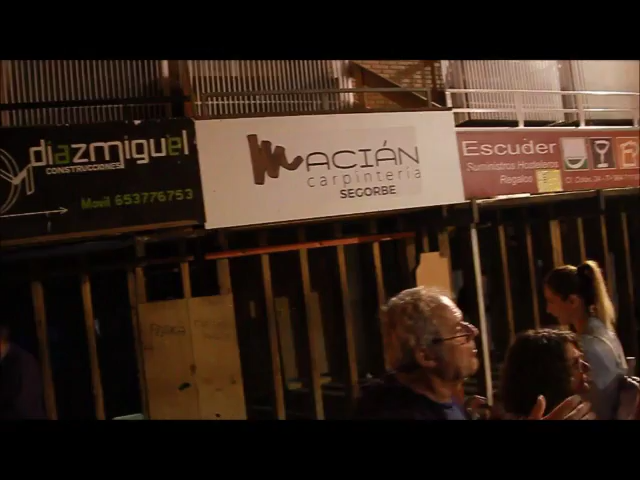 diazmiguel
CONSTRUCCIONES
Movil 653776753
MACIÁN
carpintería
SEGORBE
Escuder
Suministros Hosteleros
Regalos